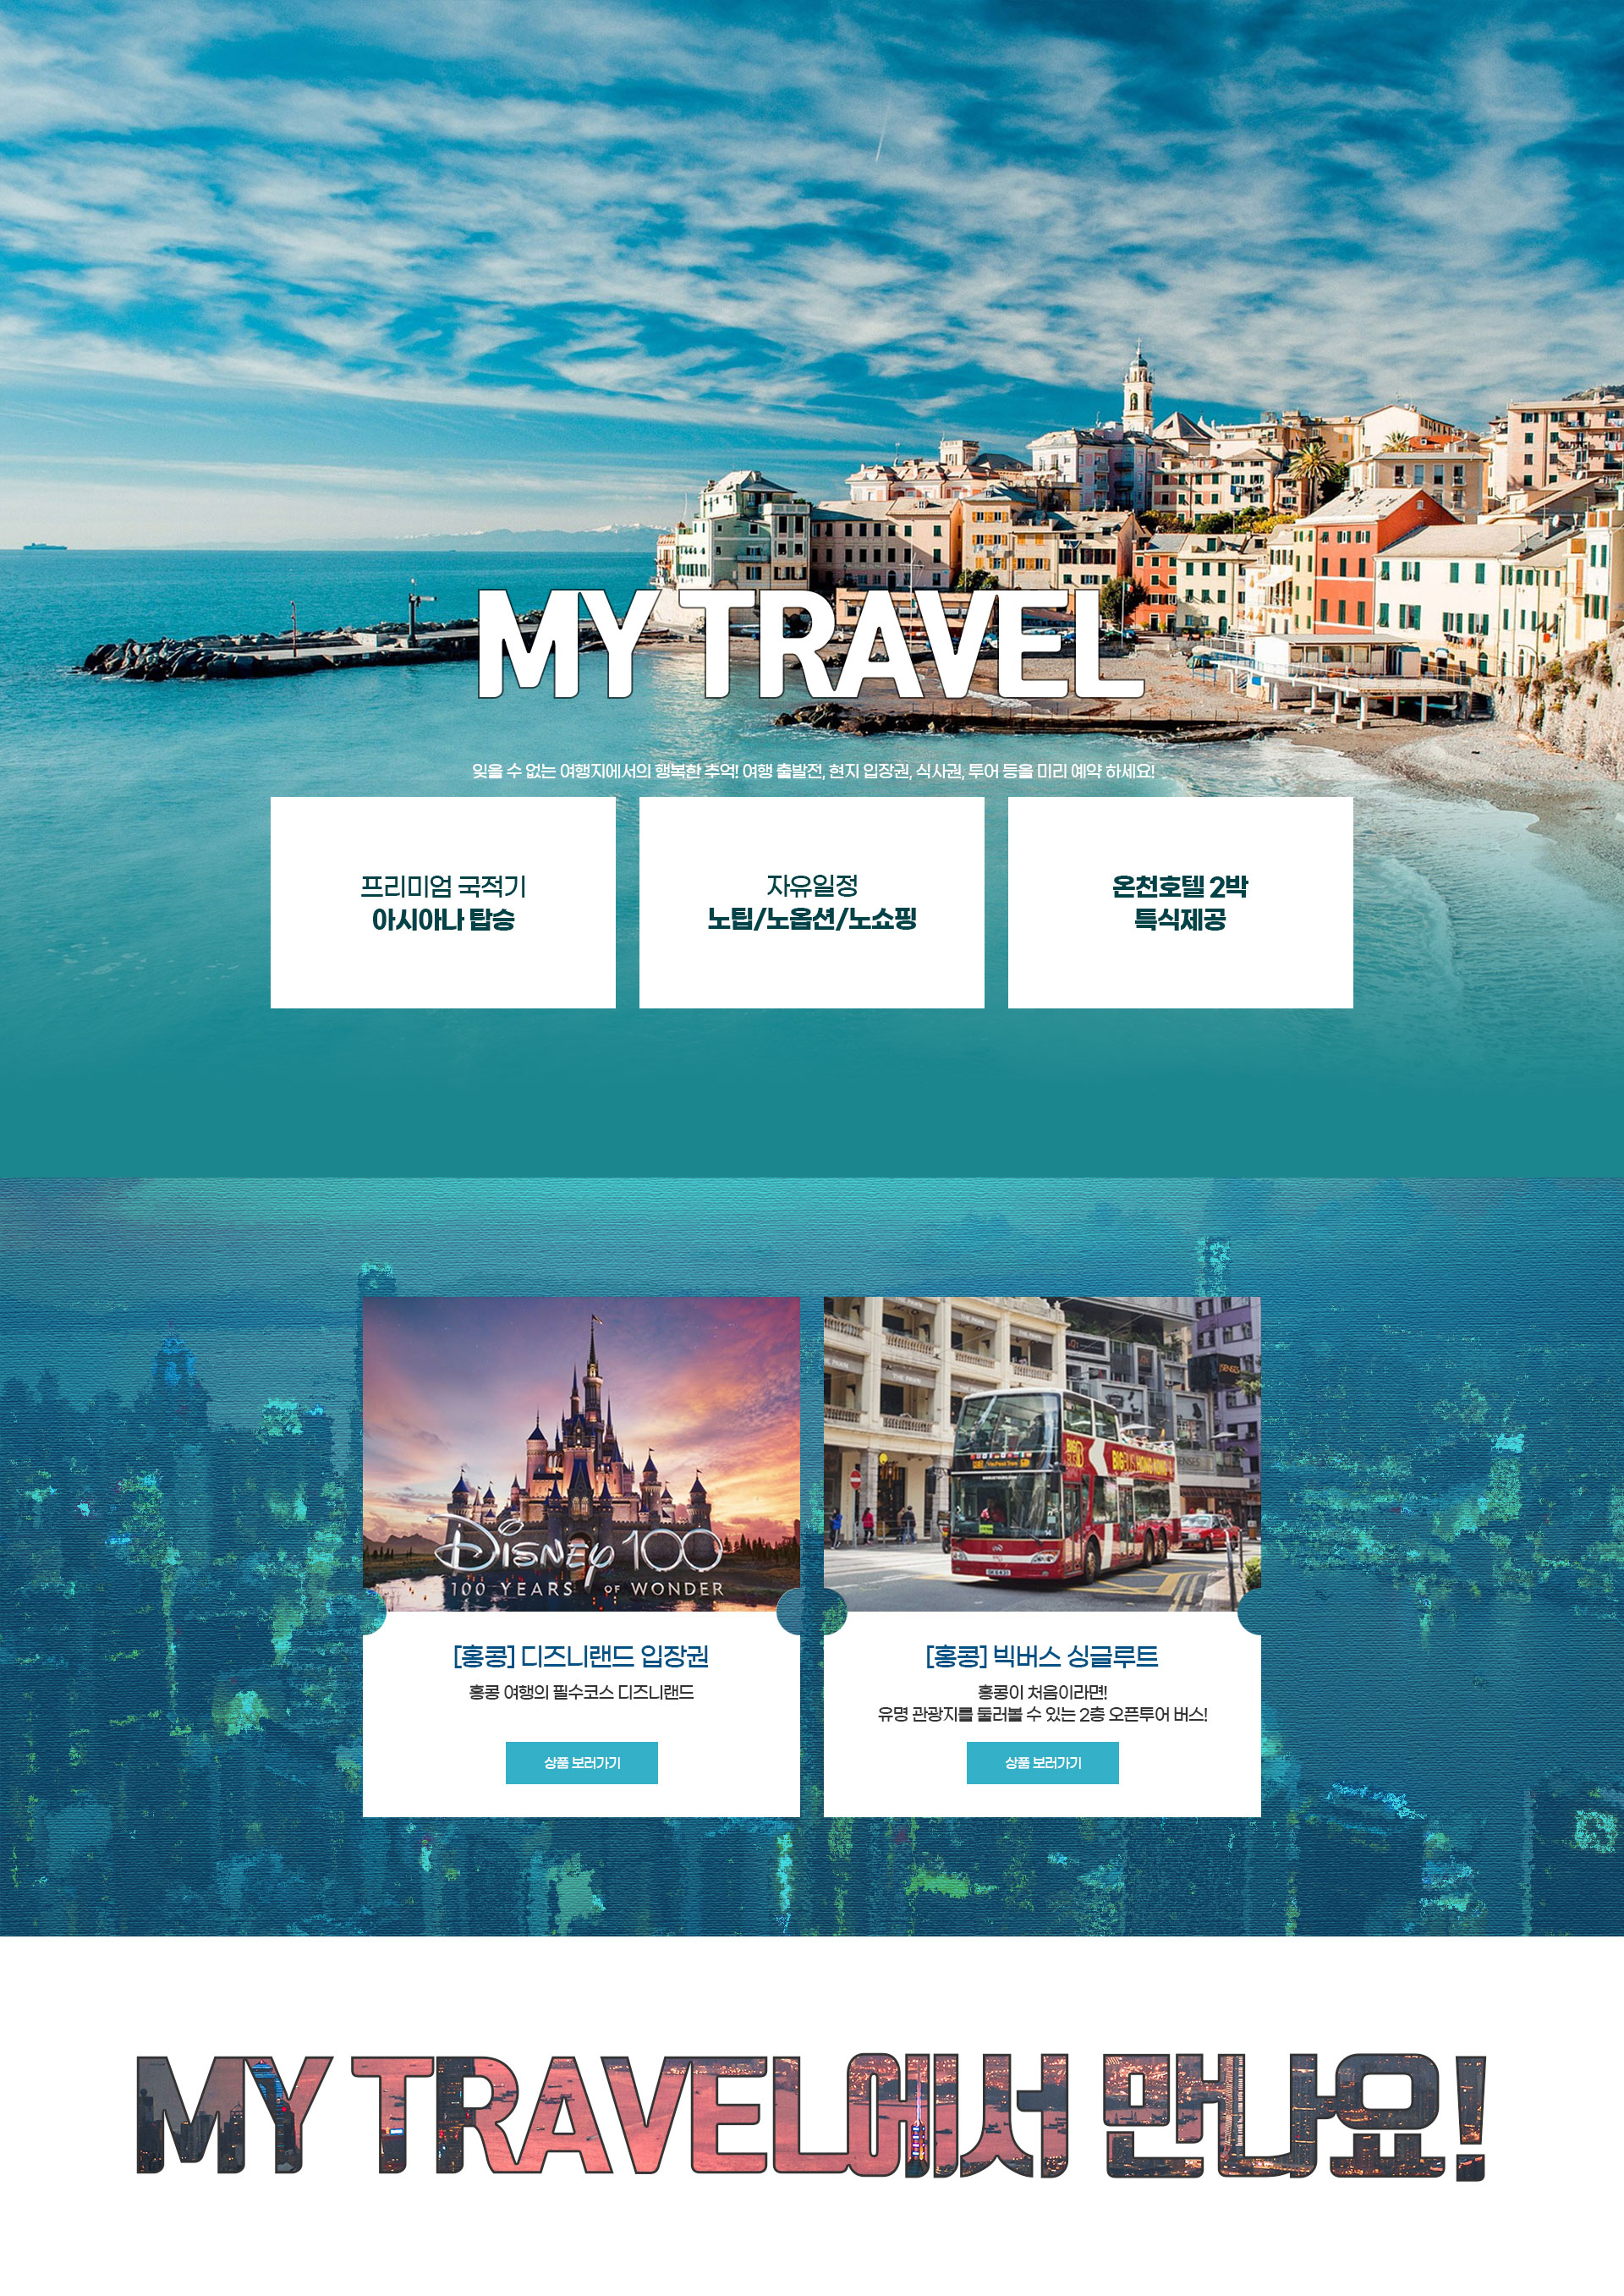 MY TRAVEL
잊을 수 없는 여행지에서의 행복한 추억! 여행 출발전, 현지 입장권, 식사권, 투어 등을 미리 예약 하세요!
프리미엄 국적기
아시아나 탑승
자유일정
노팁/노옵션/노쇼핑
온천호텔 2박
특식제공
Disney 100
100 YEARS OF WONDER
BIG BUS HONG KONG
[홍콩] 디즈니랜드 입장권
홍콩 여행의 필수코스 디즈니랜드
상품 보러가기
[홍콩] 빅버스 싱글루트
홍콩이 처음이라면!
유명 관광지를 둘러볼 수 있는 2층 오픈투어 버스!
상품 보러가기
MY TRAVEL에서 만나요!